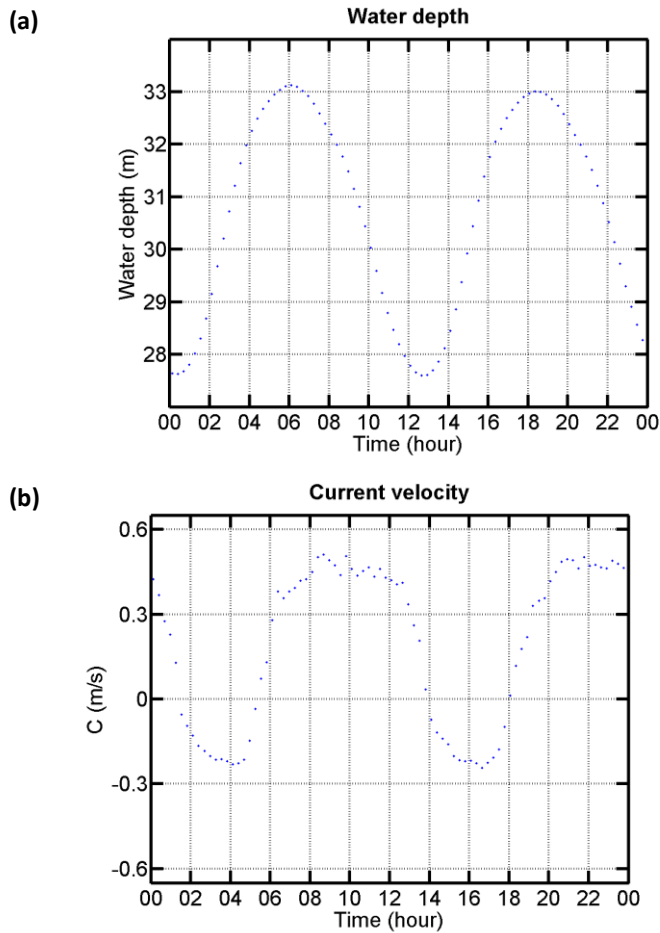 (a)
Water depth
33
32
31
30
29
28
Water depth (m)
00 02 04 06 08 10 12 14 16 18 20 22 00
Time (hour)
(b)
Current velocity
0.6
0.3
0
-0.3
-0.6
C (m/s)
00 02 04 06 08 10 12 14 16 18 20 22 00
Time (hour)